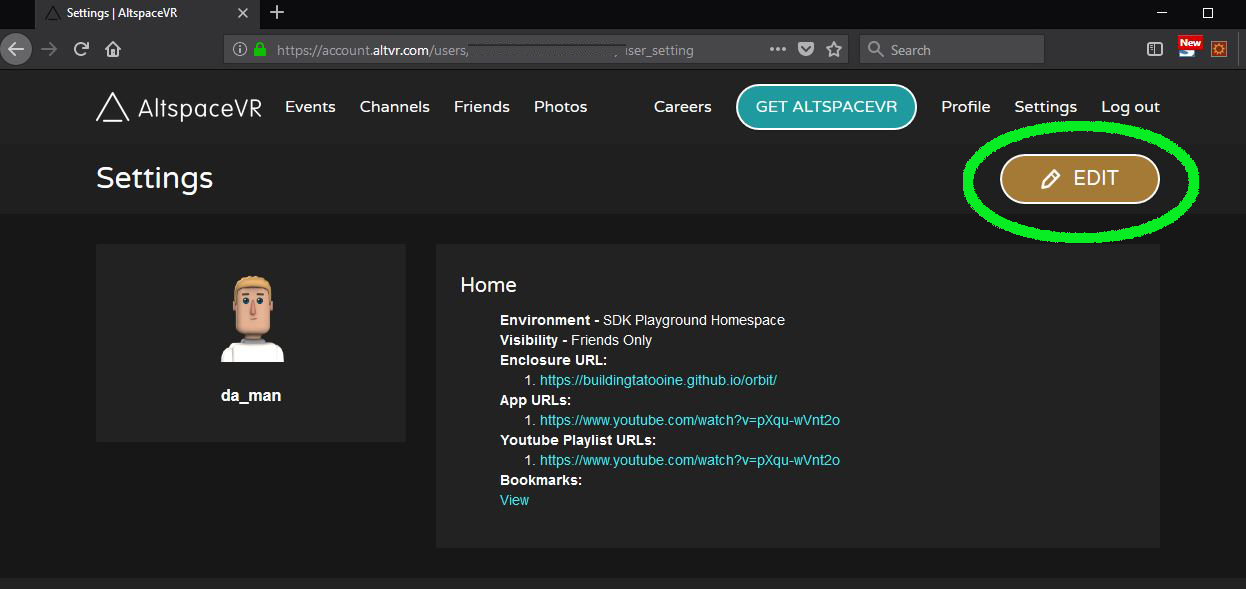 Settings | AltspaceVR
https://account.altvr.com/users/ ser_setting
Search
New
AltspaceVR Events Channels Friends Photos Careers GET ALTSPACEVR Profile Settings Log out
Settings
EDIT
da_man
Home
Environment - SDK Playground Homespace
Visibility - Friends Only
Enclosure URL:
1. https://buildingtatooine.github.io/orbit/
App URLs:
1. https://www.youtube.com/watch?v=pXqu-wVnt2o
Youtube Playlist URLs:
1. https://www.youtube.com/watch?v=pXqu-wVnt2o
Bookmarks:
View